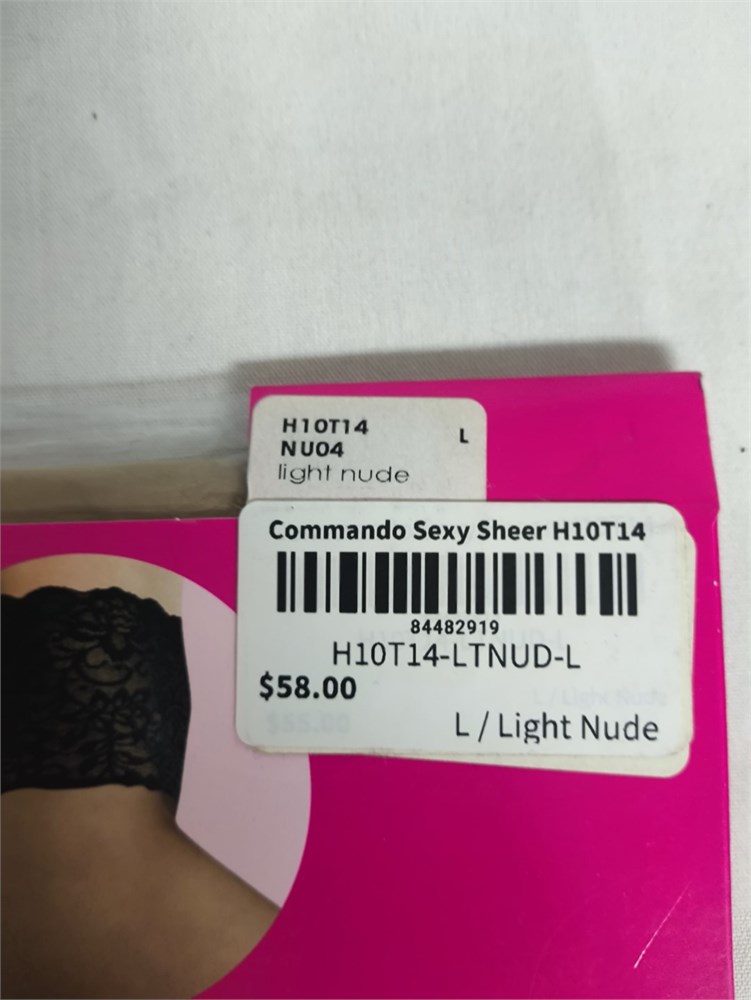 H10T14
L
NU04
light nude
Commando Sexy Sheer H10T14
84482919
H10T14-LTNUD-L
$58.00
L / Light Nude